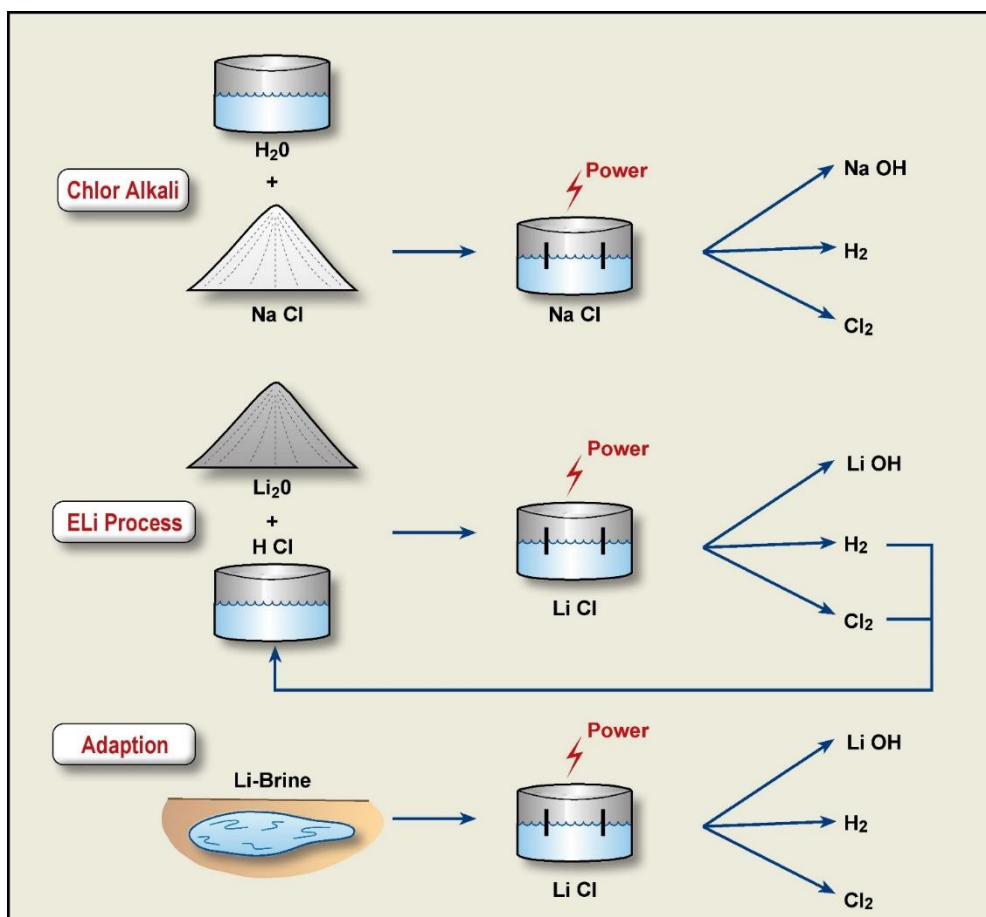 H₂0
Chlor Alkali
+
Na Cl
Power
Na Cl
Na OH
H₂
Cl₂
Li₂0
ELi Process
+
H Cl
Power
Li Cl
Li OH
H₂
Cl₂
Adaption
Li-Brine
Power
Li Cl
Li OH
H₂
Cl₂